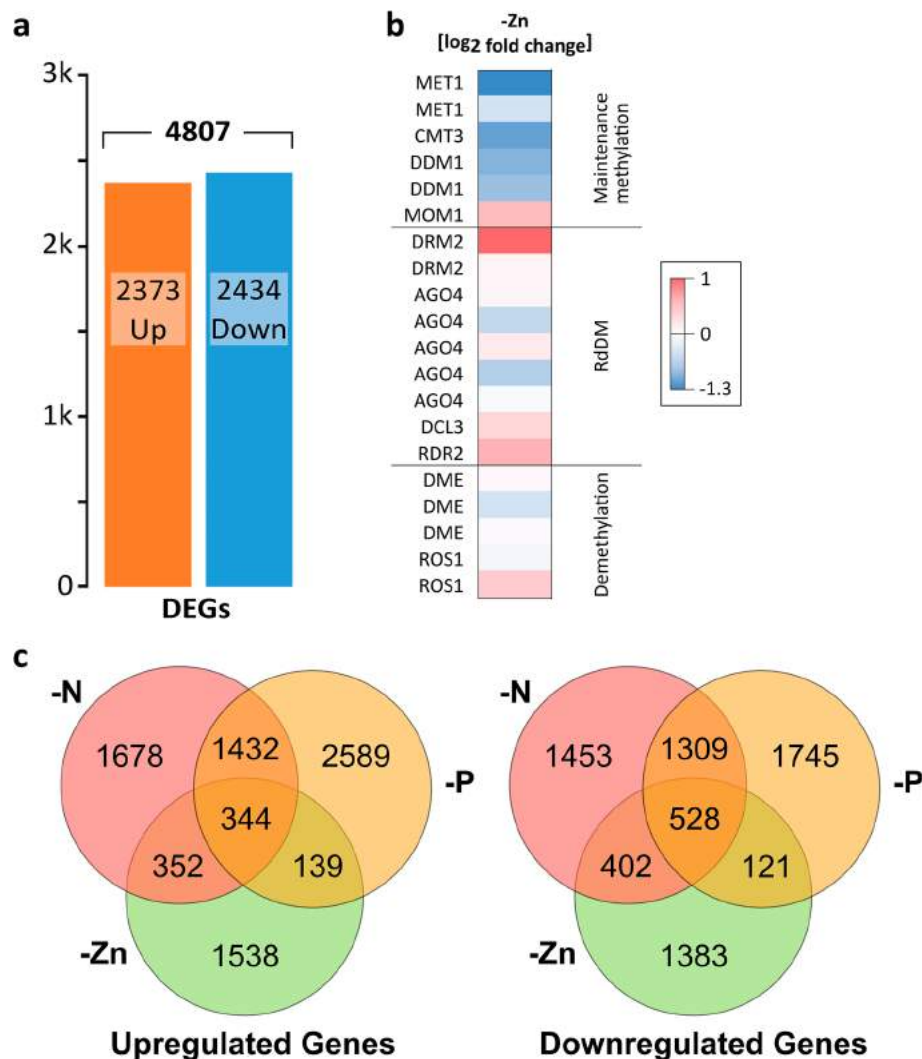 a
3k
2k
1k
0
4807
2373
Up
2434
Down
DEGs
b
-Zn
[log2 fold change]
MET1
MET1
CMT3
DDM1
DDM1
MOM1
DRM2
DRM2
AGO4
AGO4
AGO4
AGO4
AGO4
DCL3
RDR2
DME
DME
DME
ROS1
ROS1
Maintenance
methylation
RdDM
Demethylation
1
0
-1.3
c
-N
1678
1432
2589
-P
344
352
139
-Zn
1538
Upregulated Genes
-N
1453
1309
1745
-P
528
402
121
-Zn
1383
Downregulated Genes